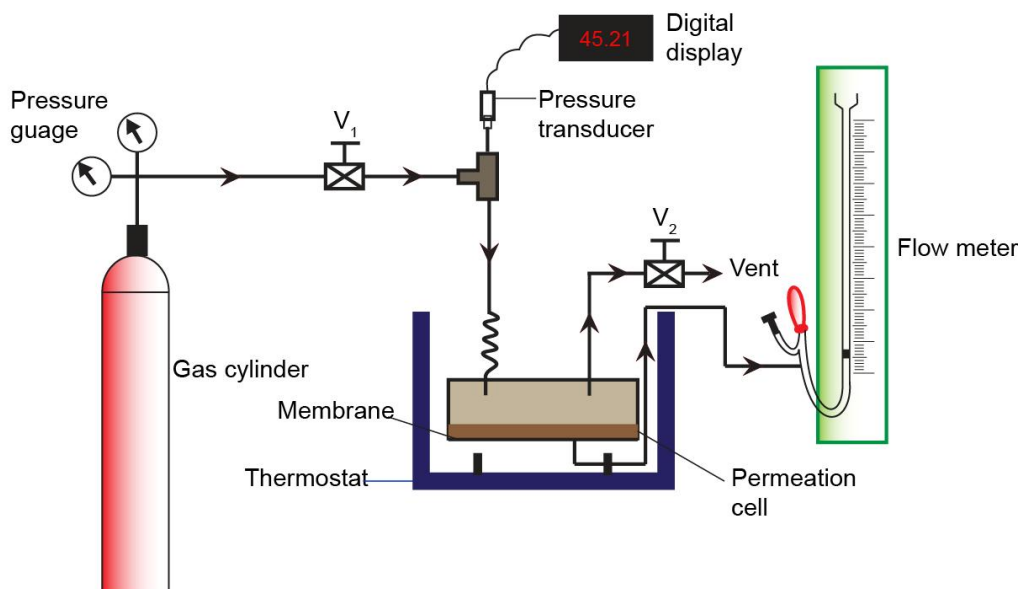 45.21
Digital
display
Pressure
guage
V1
Pressure
transducer
V2
Vent
Flow meter
Gas cylinder
Membrane
Thermostat
Permeation
cell